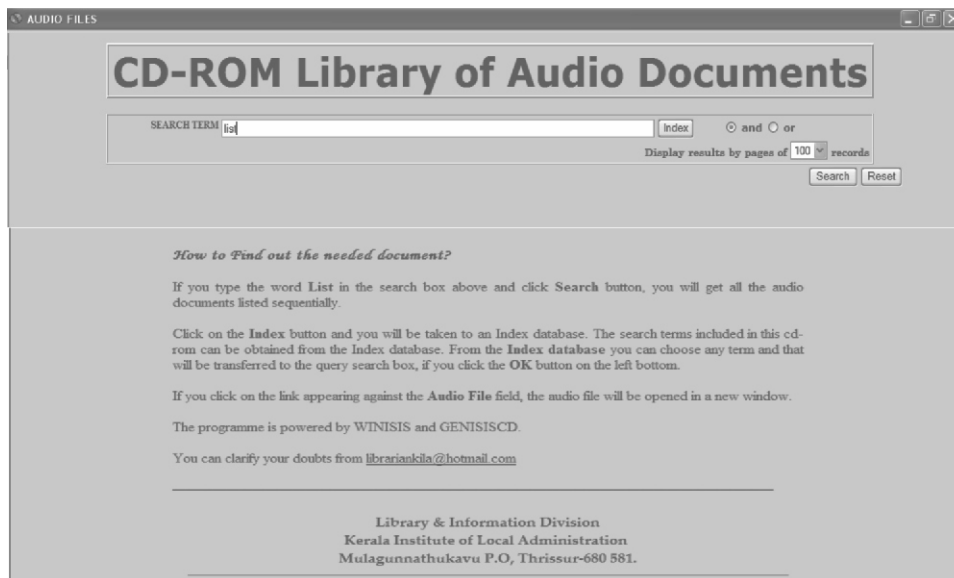 AUDIO FILES
CD-ROM Library of Audio Documents
SEARCH TERM list Index and or
Display results by pages of 100 records
Search Reset
How to Find out the needed document?
If you type the word List in the search box above and click Search button, you will get all the audio
documents listed sequentially.
Click on the Index button and you will be taken to an Index database. The search terms included in this cd-
rom can be obtained from the Index database. From the Index database you can choose any term and that
will be transferred to the query search box, if you click the OK button on the left bottom.
If you click on the link appearing against the Audio File field, the audio file will be opened in a new window.
The programme is powered by WINISIS and GENISISCD.
You can clarify your doubts from librariankila@hotmail.com
Library & Information Division
Kerala Institute of Local Administration
Mulagunnathukavu P.O, Thrissur-680 581.